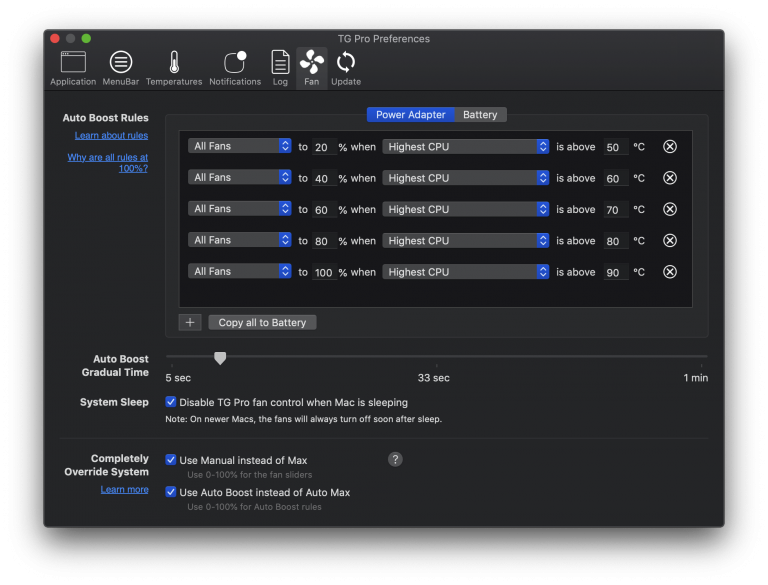 TG Pro Preferences
Application MenuBar Temperatures Notifications Log Fan Update
Auto Boost Rules
Learn about rules
Why are all rules at
100%?
Power Adapter Battery
All Fans to 20 % when Highest CPU is above 50 °C
All Fans to 40 % when Highest CPU is above 60 °C
All Fans to 60 % when Highest CPU is above 70 °C
All Fans to 80 % when Highest CPU is above 80 °C
All Fans to 100 % when Highest CPU is above 90 °C
+ Copy all to Battery
Auto Boost
Gradual Time
5 sec 33 sec 1 min
System Sleep
Disable TG Pro fan control when Mac is sleeping
Note: On newer Macs, the fans will always turn off soon after sleep.
Completely
Override System
Learn more
Use Manual instead of Max ?
Use 0-100% for the fan sliders
Use Auto Boost instead of Auto Max
Use 0-100% for Auto Boost rules